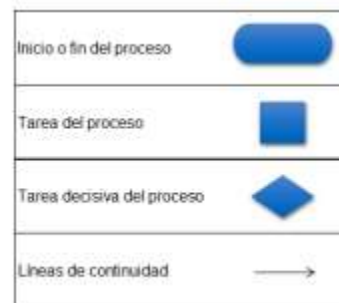 Inicio o fin del proceso
Tarea del proceso
Tarea decisiva del proceso
Líneas de continuidad